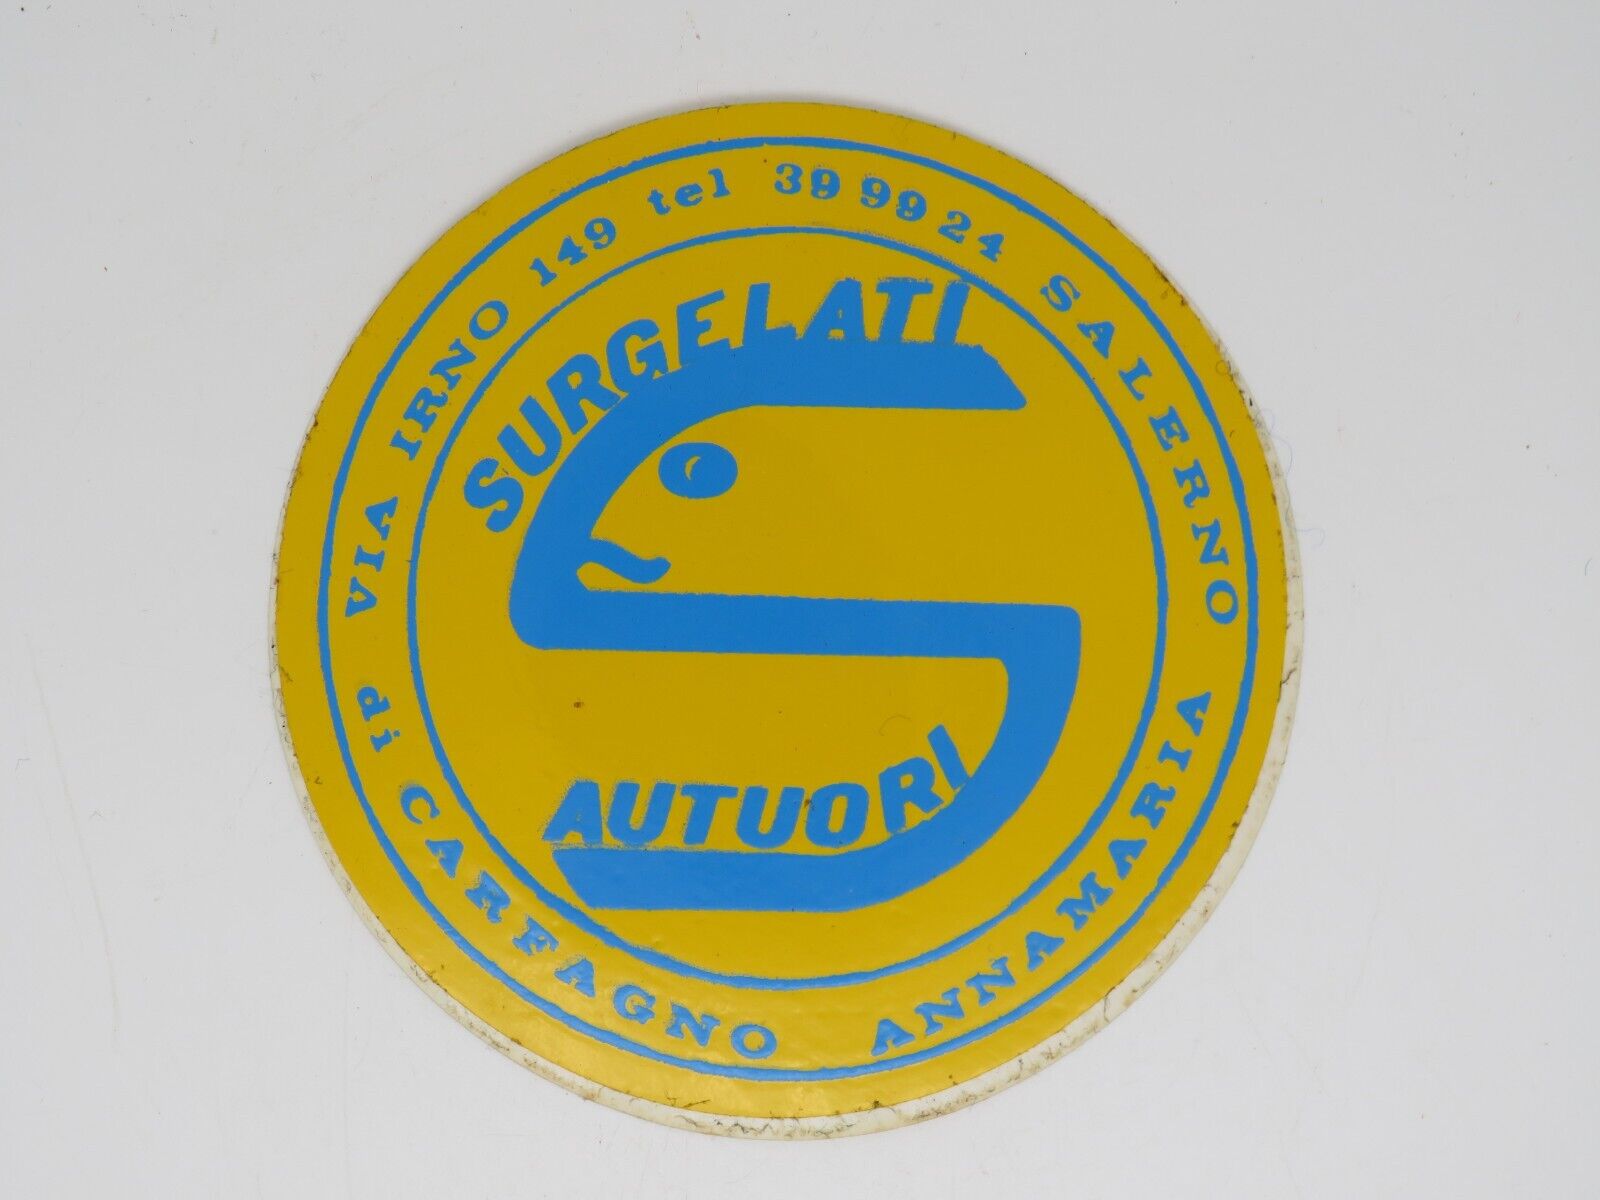 VIA IRNO 149 tel 39 99 24 SALERNO
SURGELATI
AUTUORI
di CARFAGNO ANNAMARIA